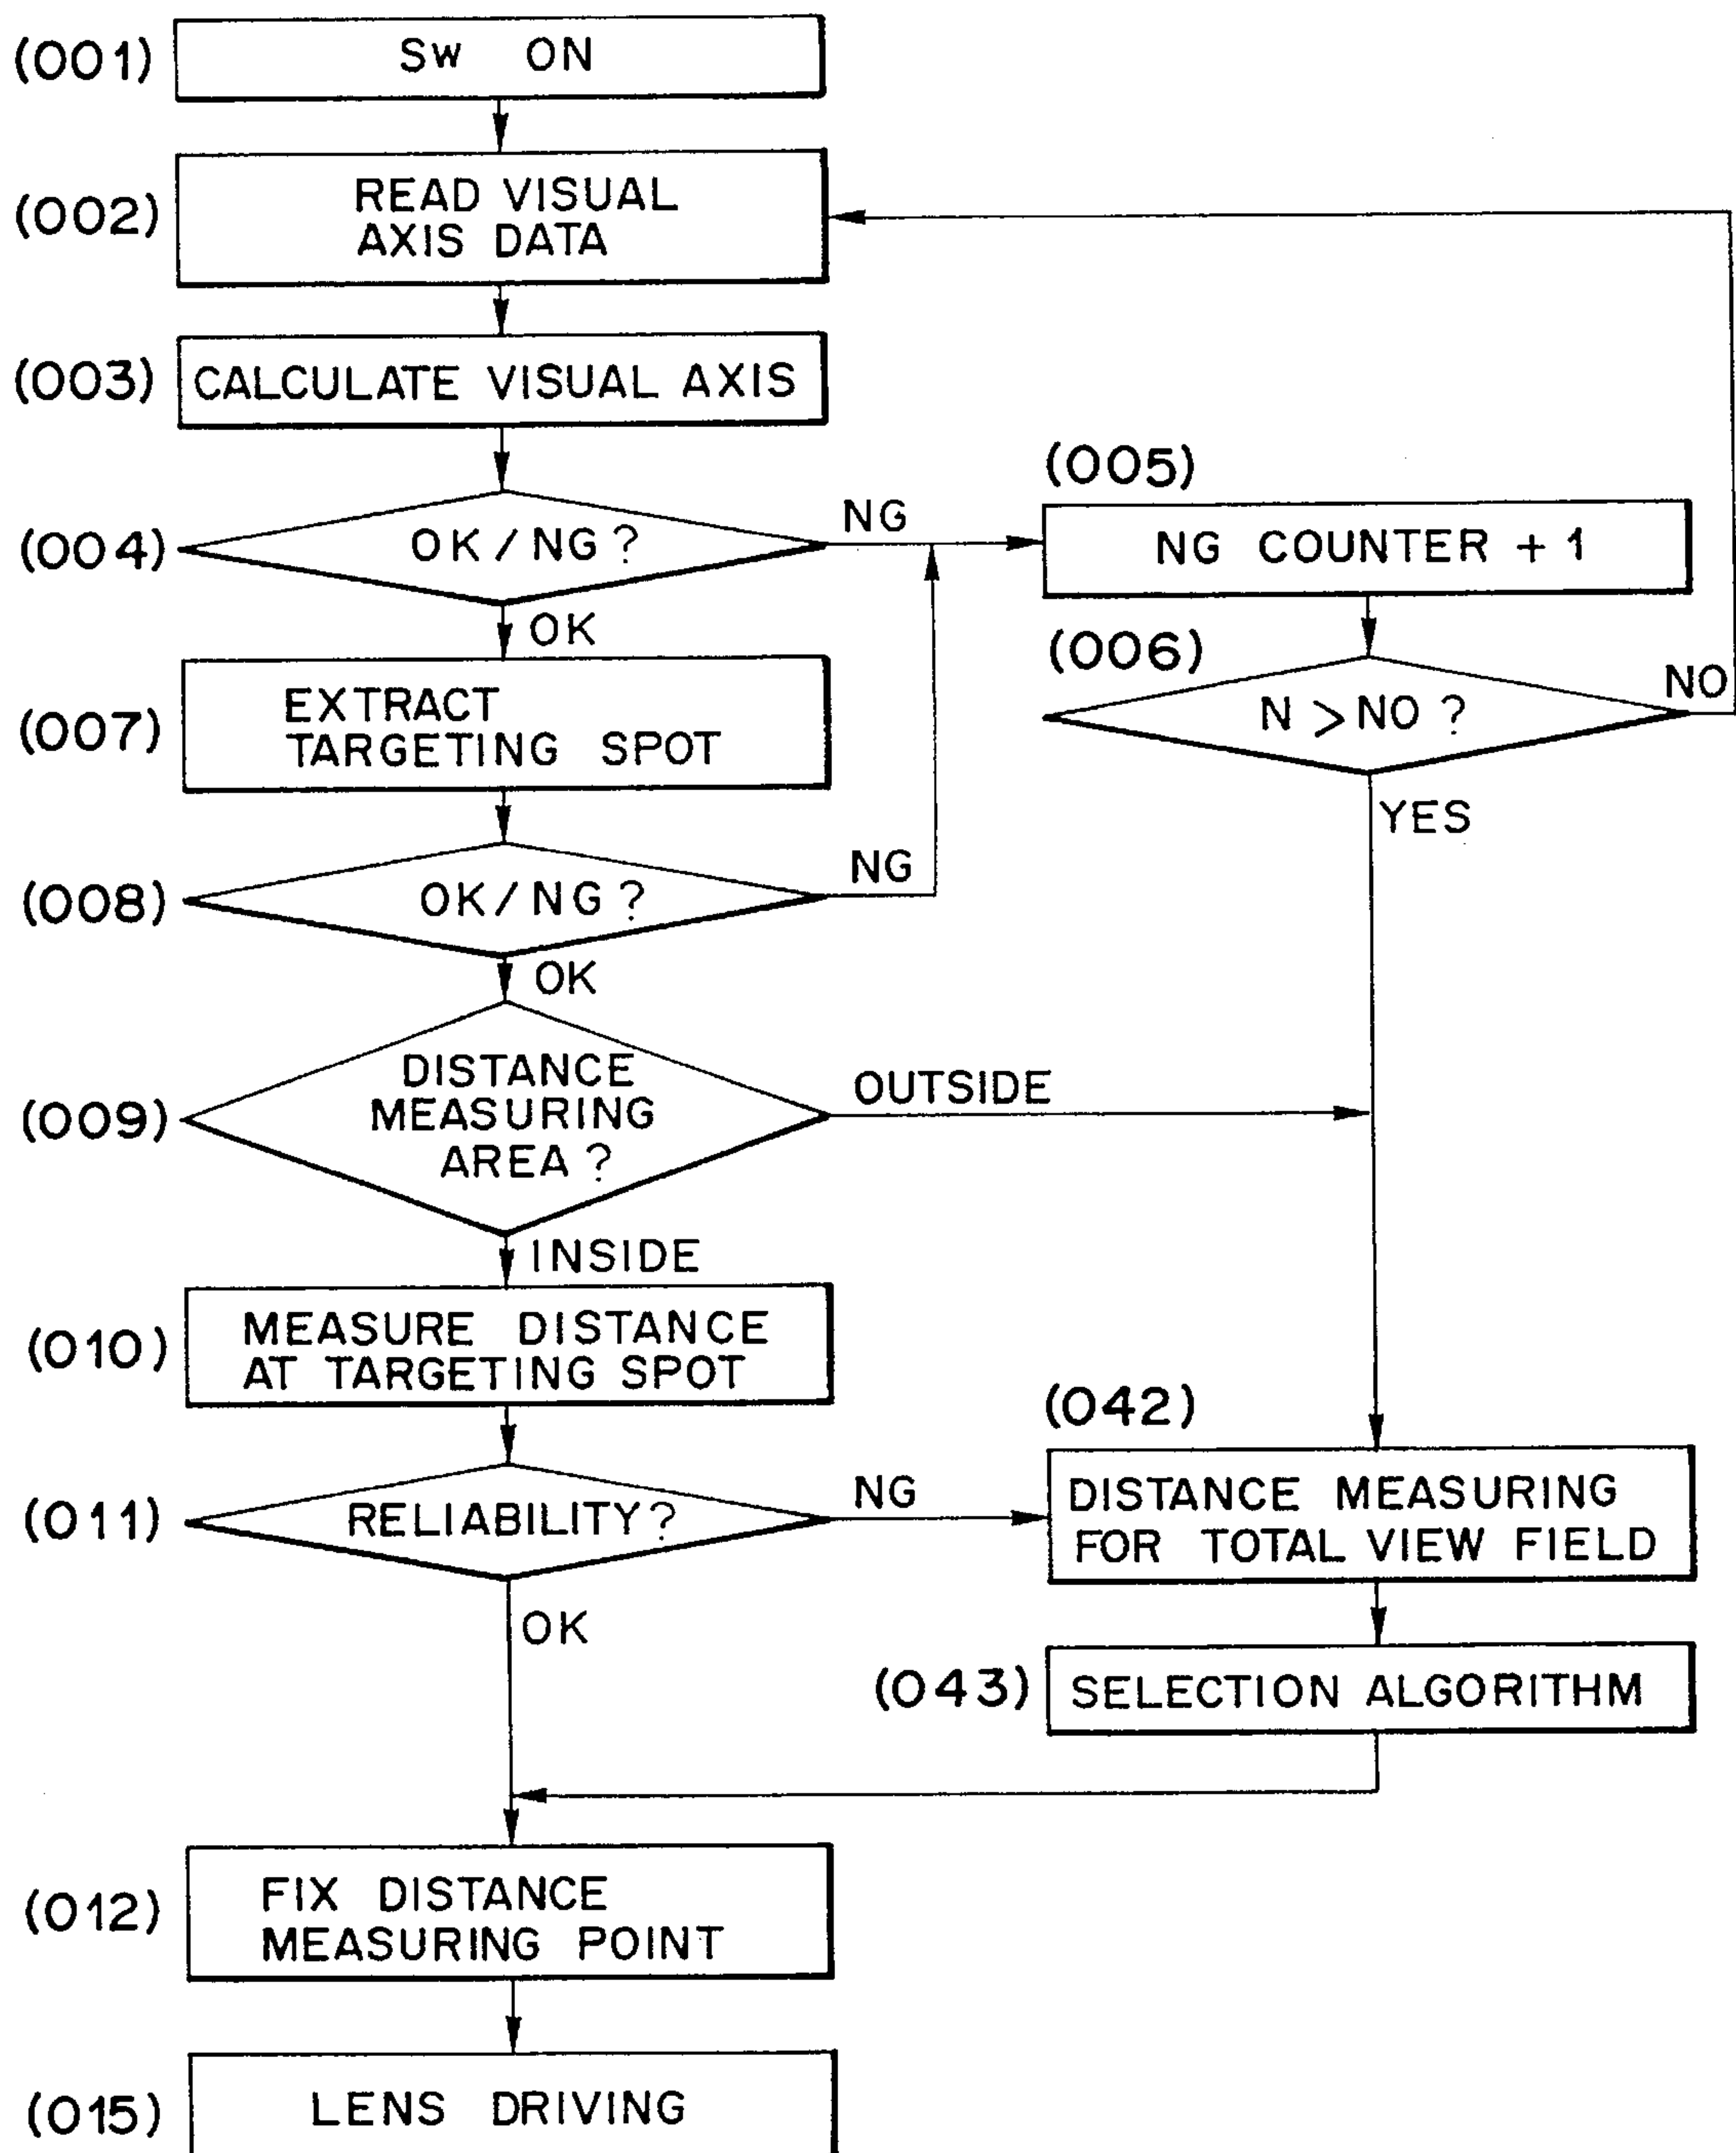 (001)
SW ON
(002)
READ VISUAL
AXIS DATA
(003)
CALCULATE VISUAL AXIS
(004)
OK/NG?
NG
OK
(005)
NG COUNTER + 1
(006)
N > NO ?
NO
YES
(007)
EXTRACT
TARGETING SPOT
(008)
OK/NG?
NG
OK
(009)
DISTANCE
MEASURING
AREA ?
OUTSIDE
INSIDE
(010)
MEASURE DISTANCE
AT TARGETING SPOT
(011)
RELIABILITY?
NG
OK
(042)
DISTANCE MEASURING
FOR TOTAL VIEW FIELD
(043)
SELECTION ALGORITHM
(012)
FIX DISTANCE
MEASURING POINT
(015)
LENS DRIVING